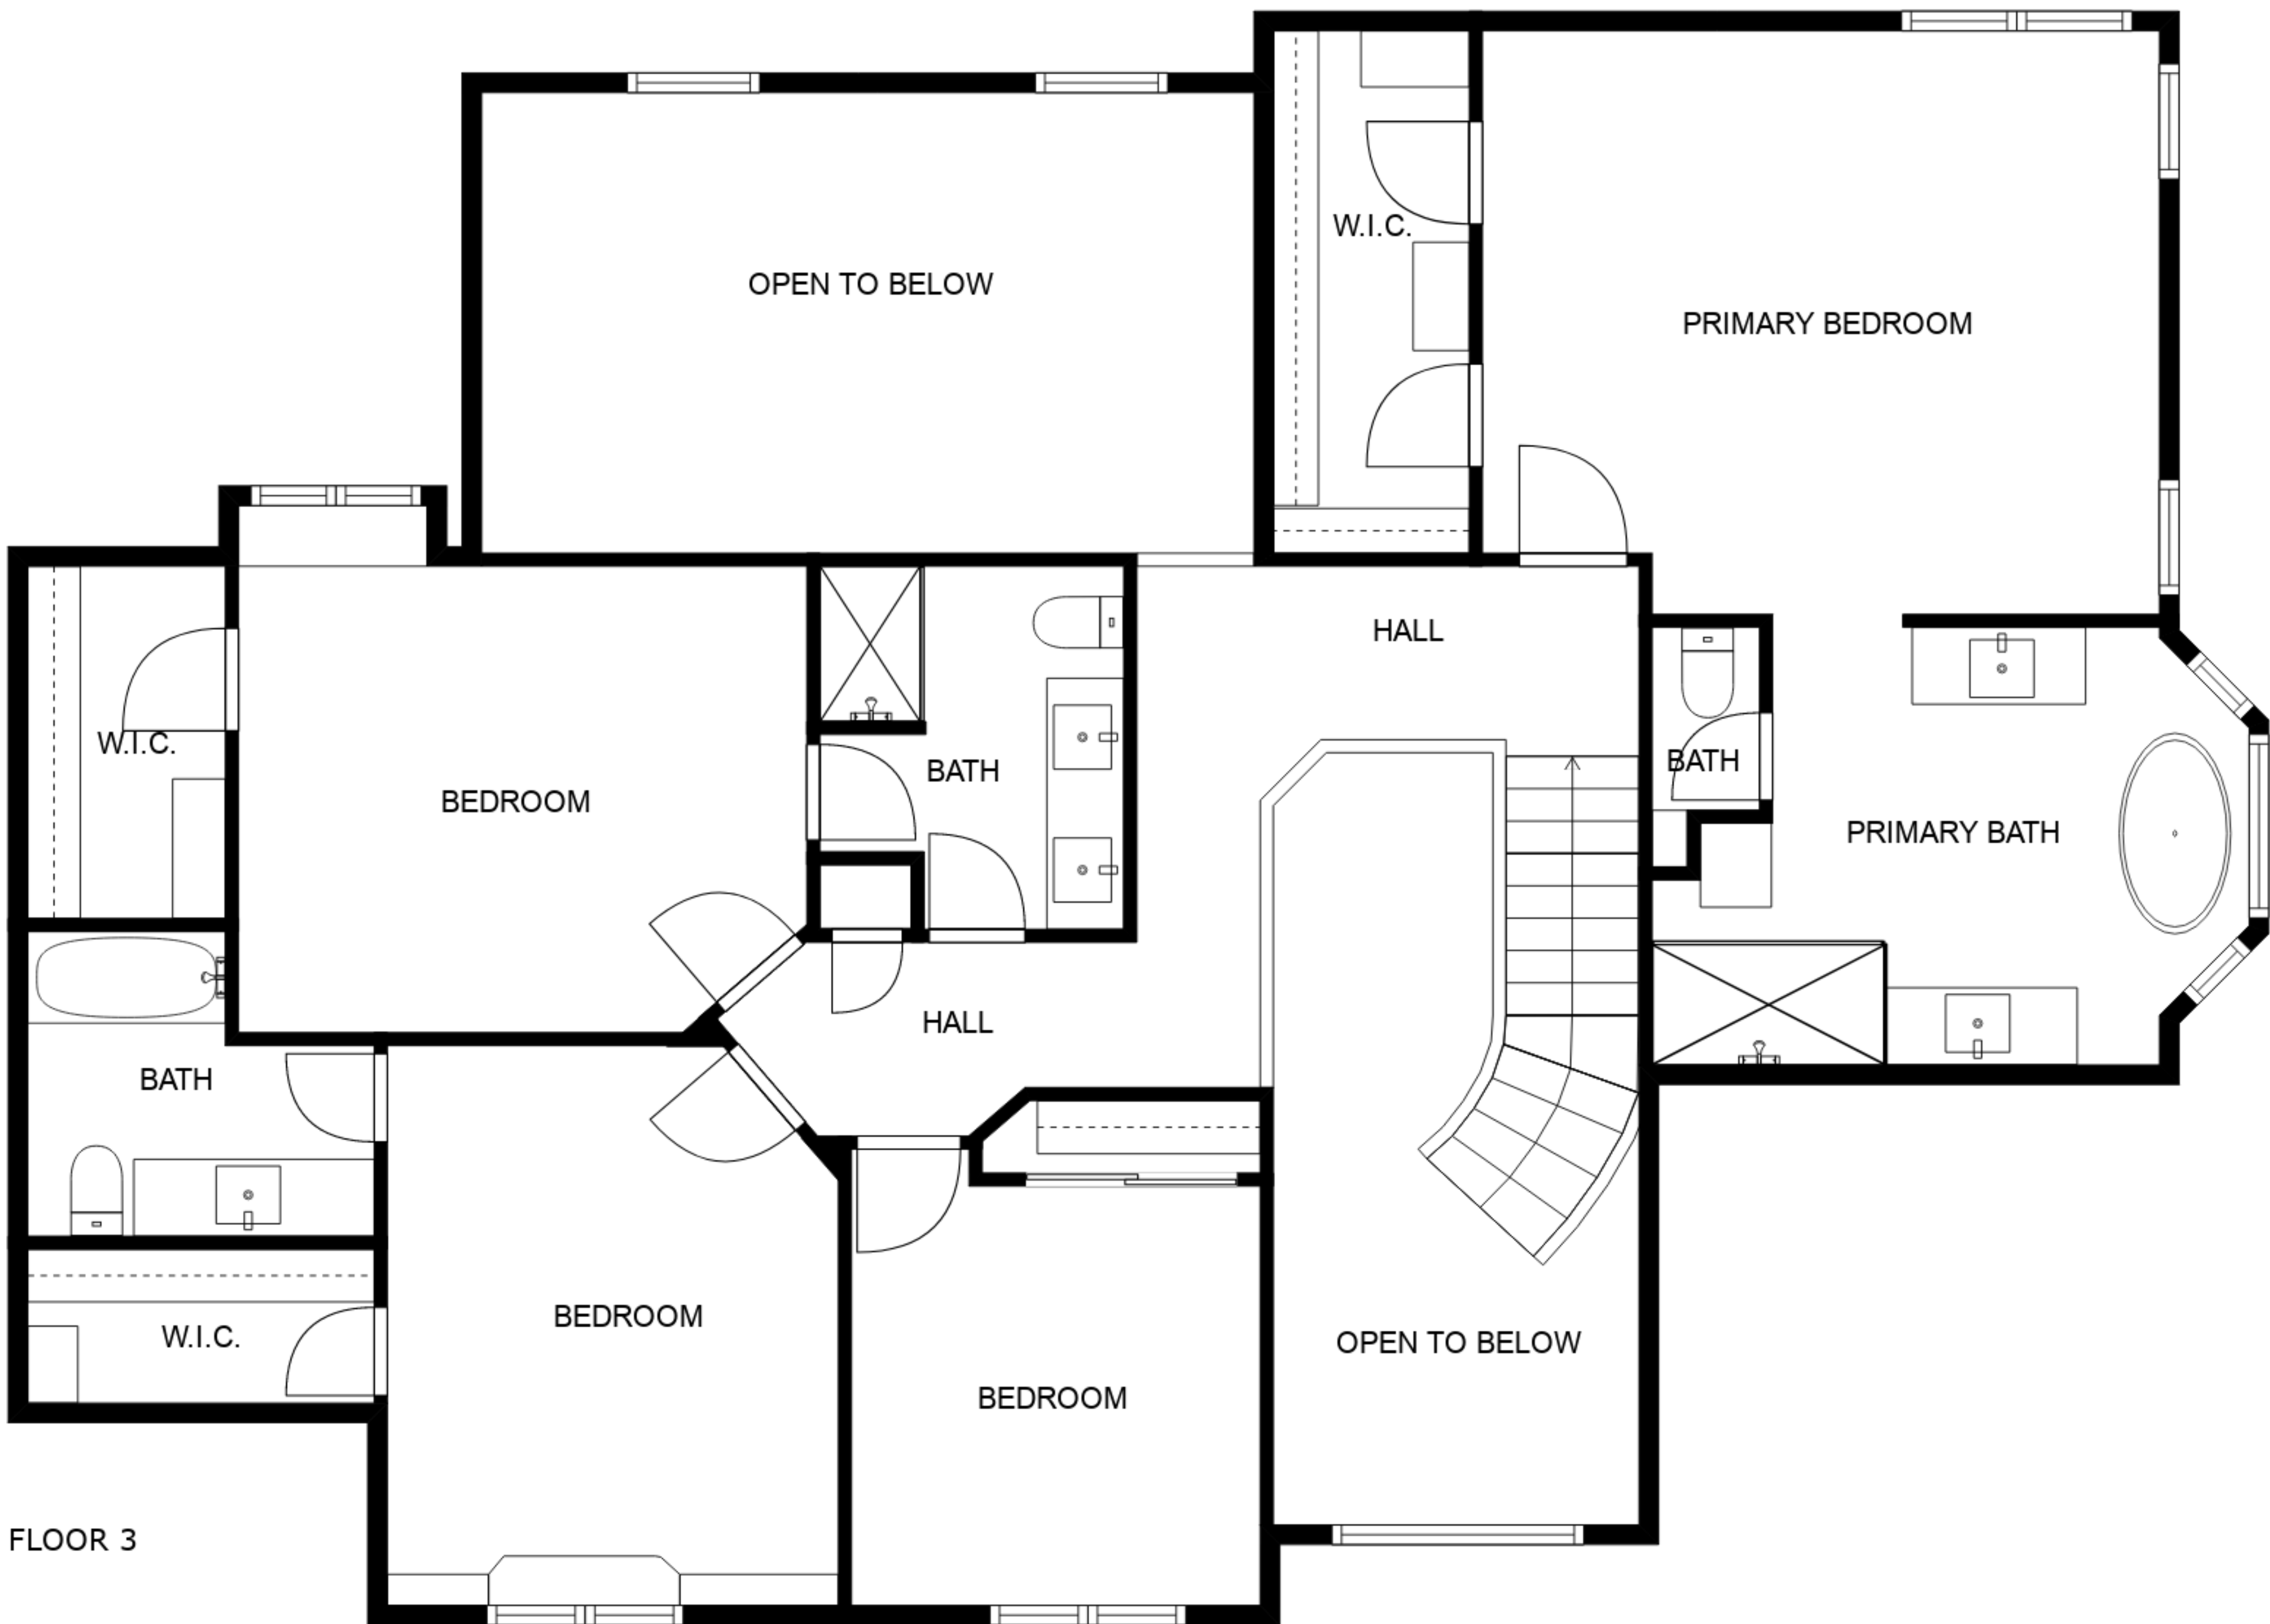 W.I.C.
OPEN TO BELOW
PRIMARY BEDROOM
HALL
W.I.C.
BEDROOM
BATH
BATH
PRIMARY BATH
HALL
BATH
BEDROOM
W.I.C.
OPEN TO BELOW
BEDROOM
FLOOR 3